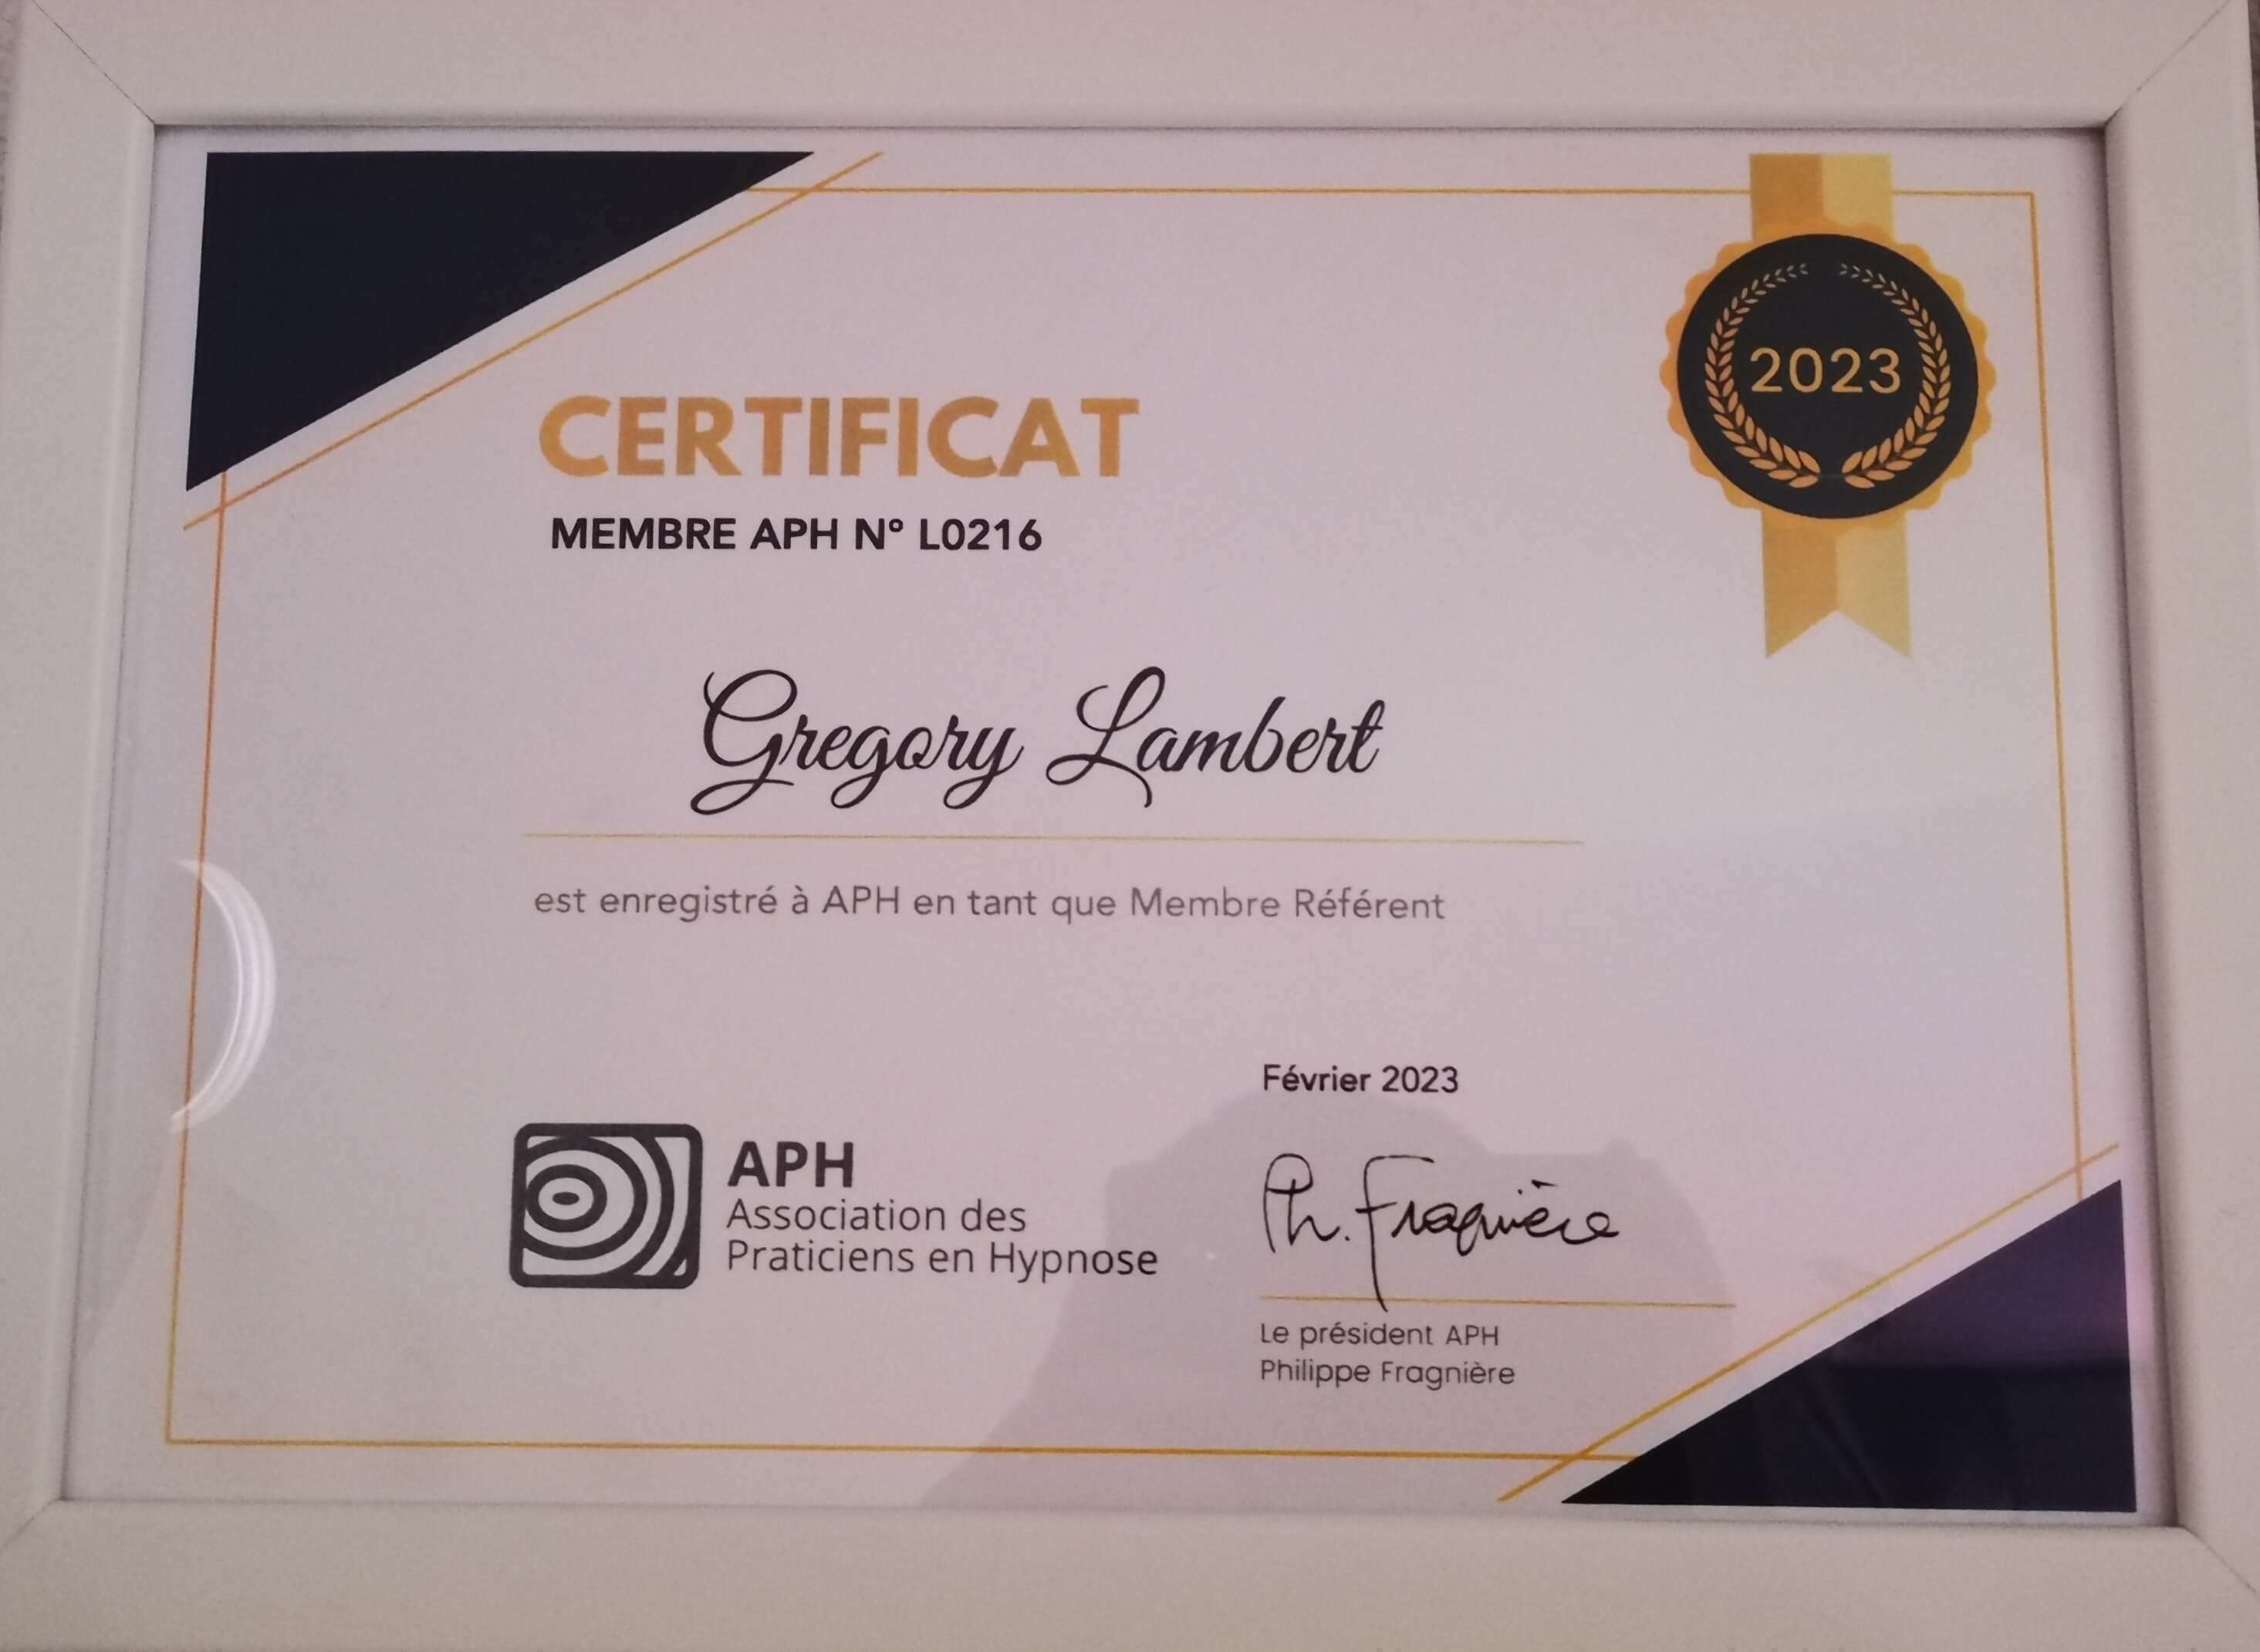 2023
CERTIFICAT
MEMBRE APH N° L0216
Gregory Lambert
est enregistré à APH en tant que Membre Référent
Février 2023
APH
Association des
Praticiens en Hypnose
Ph. Fragnière
Le président APH
Philippe Fragnière